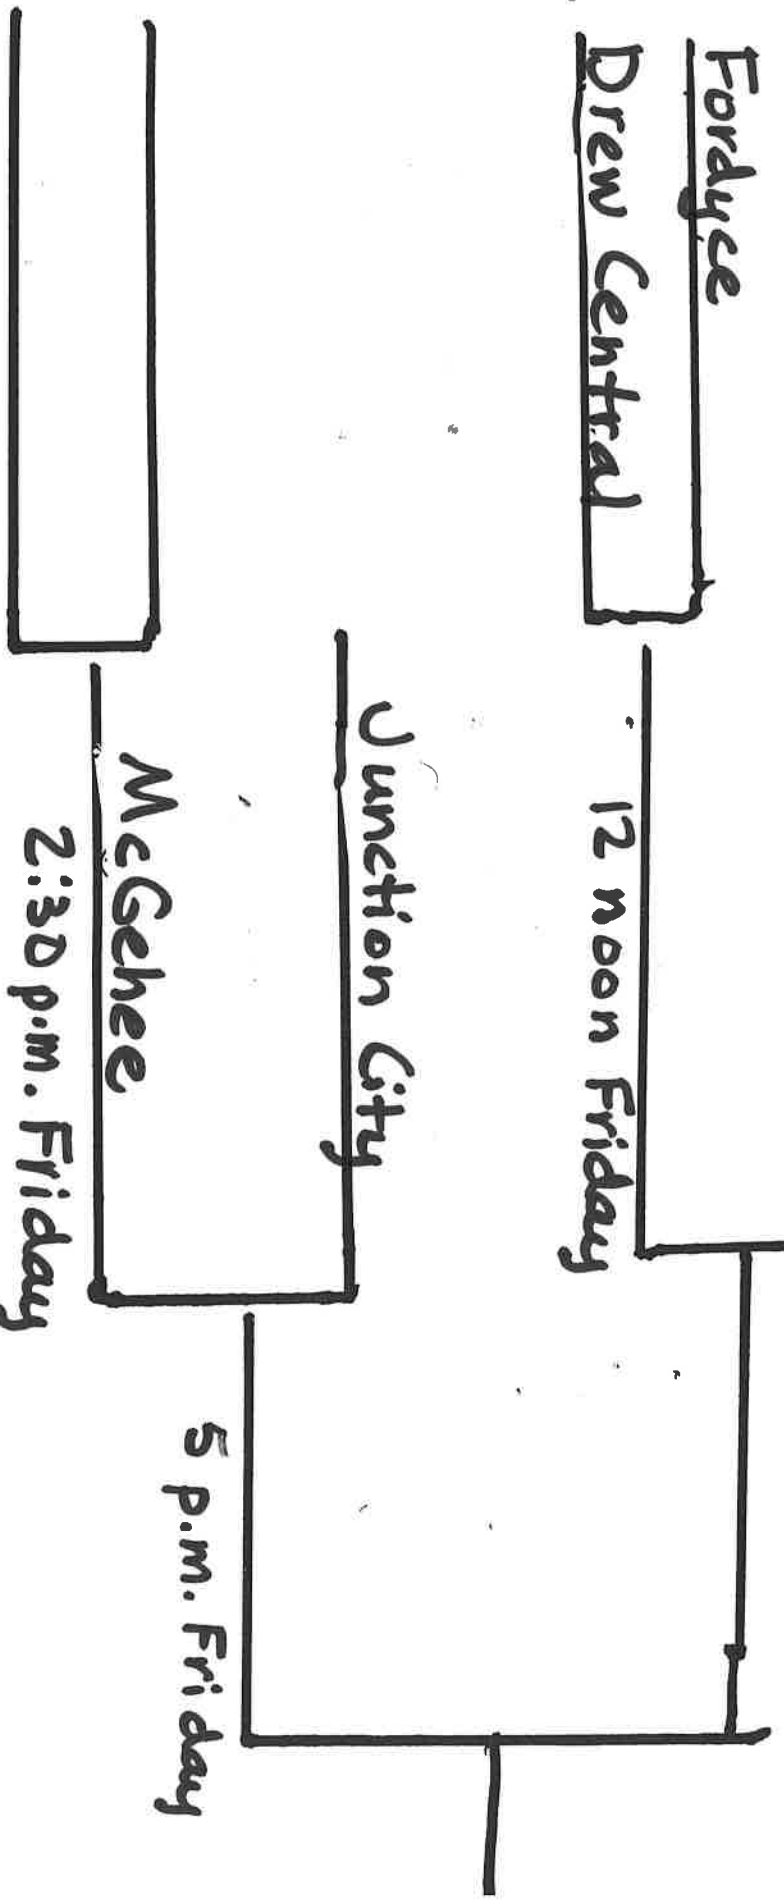 Fordyce
Drew Central
12 noon Friday
Junction City
McGehee
2:30 p.m. Friday
5 p.m. Friday